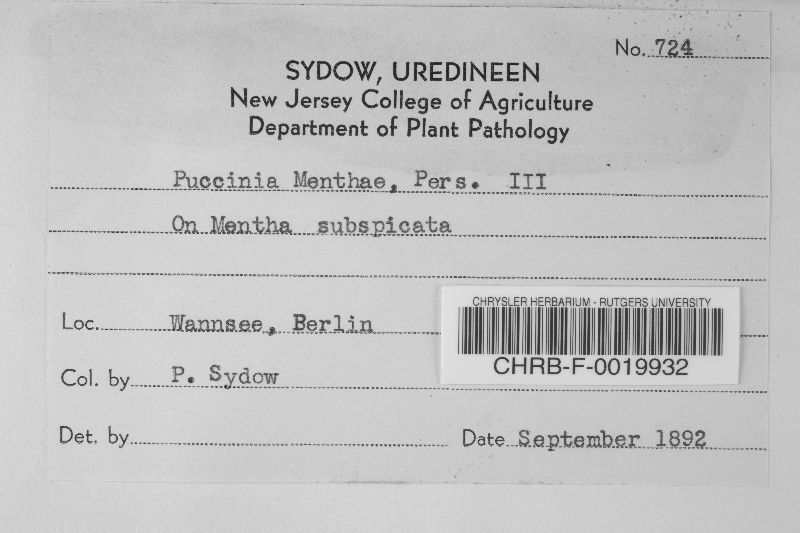 No. 724
SYDOW, UREDINEEN
New Jersey College of Agriculture
Department of Plant Pathology
Puccinia Menthae, Pers. III
On Mentha subspicata
Loc. Wannsee, Berlin
CHRYSLER HERBARIUM - RUTGERS UNIVERSITY
CHRB-F-0019932
Col. by P. Sydow
Det. by
Date September 1892